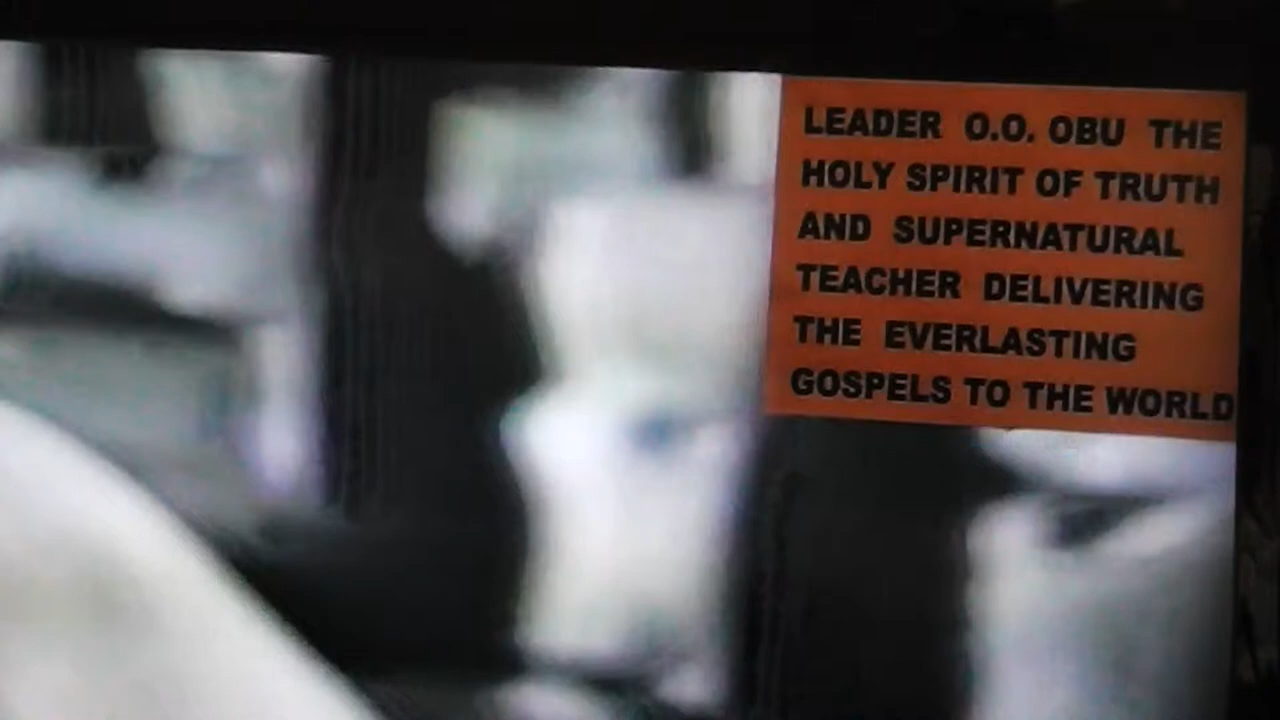 LEADER O.O. OBU THE
HOLY SPIRIT OF TRUTH
AND SUPERNATURAL
TEACHER DELIVERING
THE EVERLASTING
GOSPELS TO THE WORLD